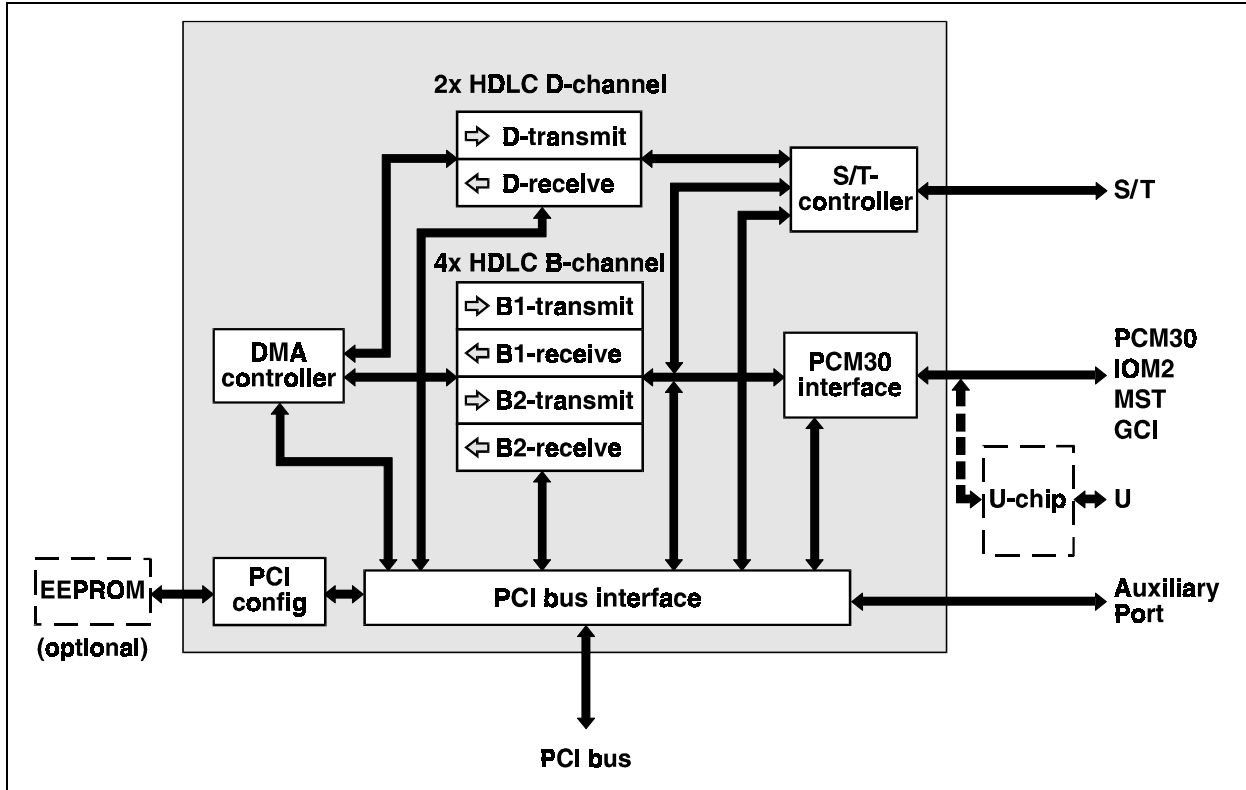 2x HDLC D-channel
D-transmit
D-receive
S/T-
controller
S/T
4x HDLC B-channel
B1-transmit
B1-receive
B2-transmit
B2-receive
DMA
controller
PCM30
interface
PCM30
IOM2
MST
GCI
U-chip
U
EEPROM
(optional)
PCI
config
PCI bus interface
Auxiliary
Port
PCI bus